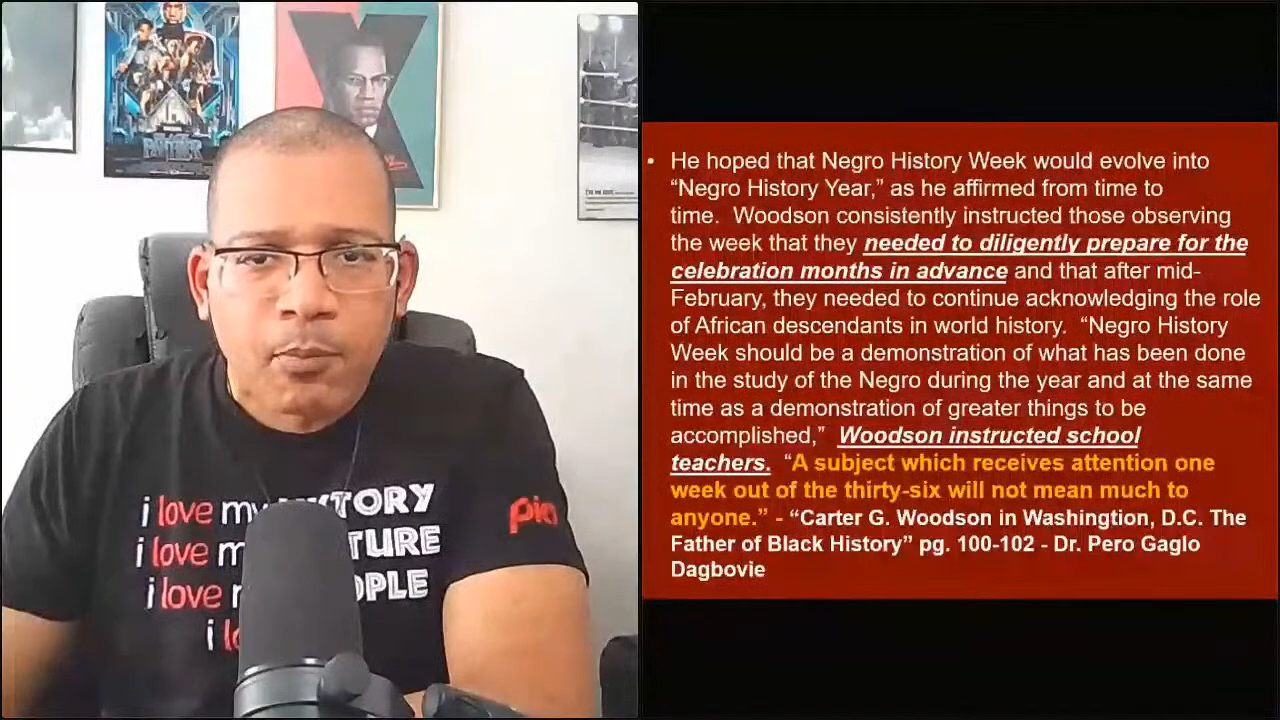 BLACK
PANTHER
X
i love my HISTORY
i love m TURE
i love OPLE
i lo
• He hoped that Negro History Week would evolve into
“Negro History Year,” as he affirmed from time to
time.  Woodson consistently instructed those observing
the week that they needed to diligently prepare for the
celebration months in advance and that after mid-
February, they needed to continue acknowledging the role
of African descendants in world history.  “Negro History
Week should be a demonstration of what has been done
in the study of the Negro during the year and at the same
time as a demonstration of greater things to be
accomplished,”  Woodson instructed school
teachers.  “A subject which receives attention one
week out of the thirty-six will not mean much to
anyone.” - “Carter G. Woodson in Washingtion, D.C. The
Father of Black History” pg. 100-102 - Dr. Pero Gaglo
Dagbovie